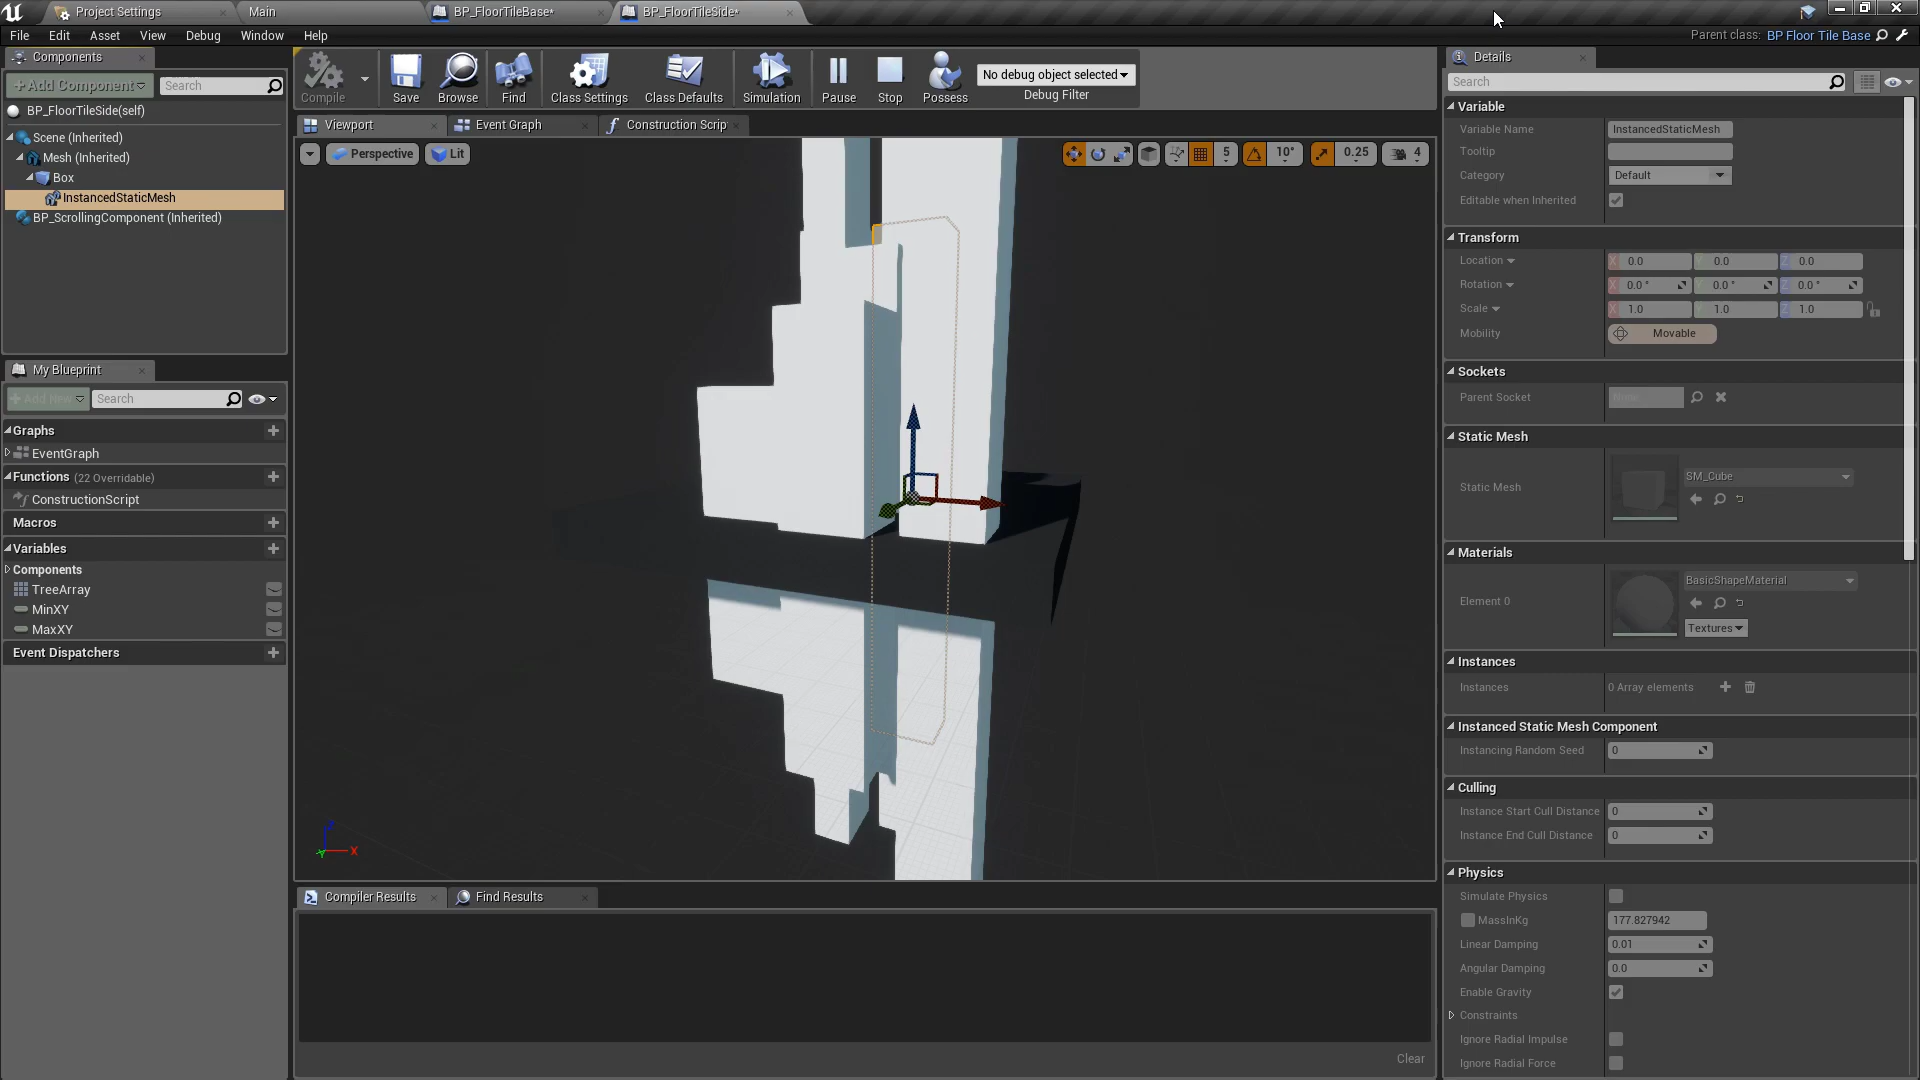 Project Settings
Main
BP_FloorTileBase*
BP_FloorTileSide*
File Edit Asset View Debug Window Help
Parent class: BP Floor Tile Base
Components
+Add Component
Search
BP_FloorTileSide(self)
Scene (Inherited)
Mesh (Inherited)
Box
InstancedStaticMesh
BP_ScrollingComponent (Inherited)
My Blueprint
+ Add New
Search
Graphs
EventGraph
Functions (22 Overridable)
ConstructionScript
Macros
Variables
Components
TreeArray
MinXY
MaxXY
Event Dispatchers
Compile
Save
Browse
Find
Class Settings
Class Defaults
Simulation
Pause
Stop
Possess
No debug object selected
Debug Filter
Viewport
Event Graph
Construction Scrip
Perspective
Lit
5
10°
0.25
4
Z
Y
X
Compiler Results
Find Results
Clear
Details
Search
Variable
Variable Name InstancedStaticMesh
Tooltip
Category Default
Editable when Inherited
Transform
Location X 0.0 Y 0.0 Z 0.0
Rotation X 0.0 ° Y 0.0 ° Z 0.0 °
Scale X 1.0 Y 1.0 Z 1.0
Mobility Movable
Sockets
Parent Socket None
Static Mesh
Static Mesh SM_Cube
Materials
Element 0 BasicShapeMaterial
Textures
Instances
Instances 0 Array elements
Instanced Static Mesh Component
Instancing Random Seed 0
Culling
Instance Start Cull Distance 0
Instance End Cull Distance 0
Physics
Simulate Physics
MassInKg 177.827942
Linear Damping 0.01
Angular Damping 0.0
Enable Gravity
Constraints
Ignore Radial Impulse
Ignore Radial Force